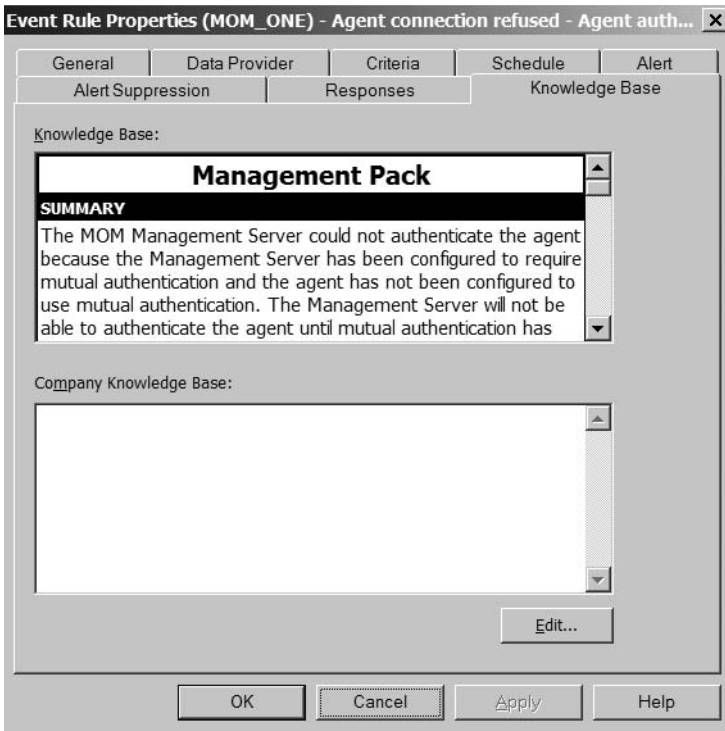 Event Rule Properties (MOM_ONE) - Agent connection refused - Agent auth...
General Data Provider Criteria Schedule Alert
Alert Suppression Responses Knowledge Base
Knowledge Base:
Management Pack
SUMMARY
The MOM Management Server could not authenticate the agent
because the Management Server has been configured to require
mutual authentication and the agent has not been configured to
use mutual authentication. The Management Server will not be
able to authenticate the agent until mutual authentication has
Company Knowledge Base:
Edit...
OK Cancel Apply Help